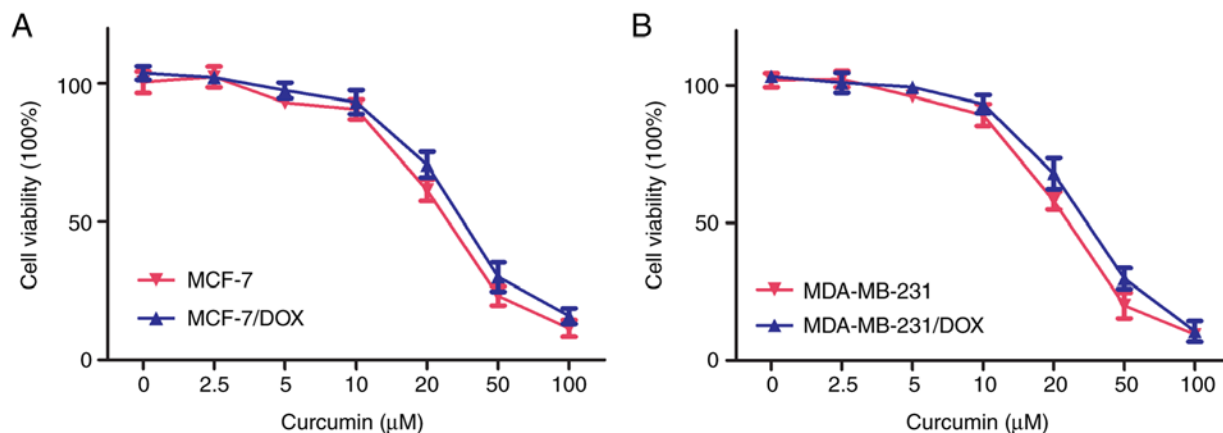 A
Cell viability (100%)
100
50
0
MCF-7
MCF-7/DOX
0 2.5 5 10 20 50 100
Curcumin (μM)
B
Cell viability (100%)
100
50
0
MDA-MB-231
MDA-MB-231/DOX
0 2.5 5 10 20 50 100
Curcumin (μM)